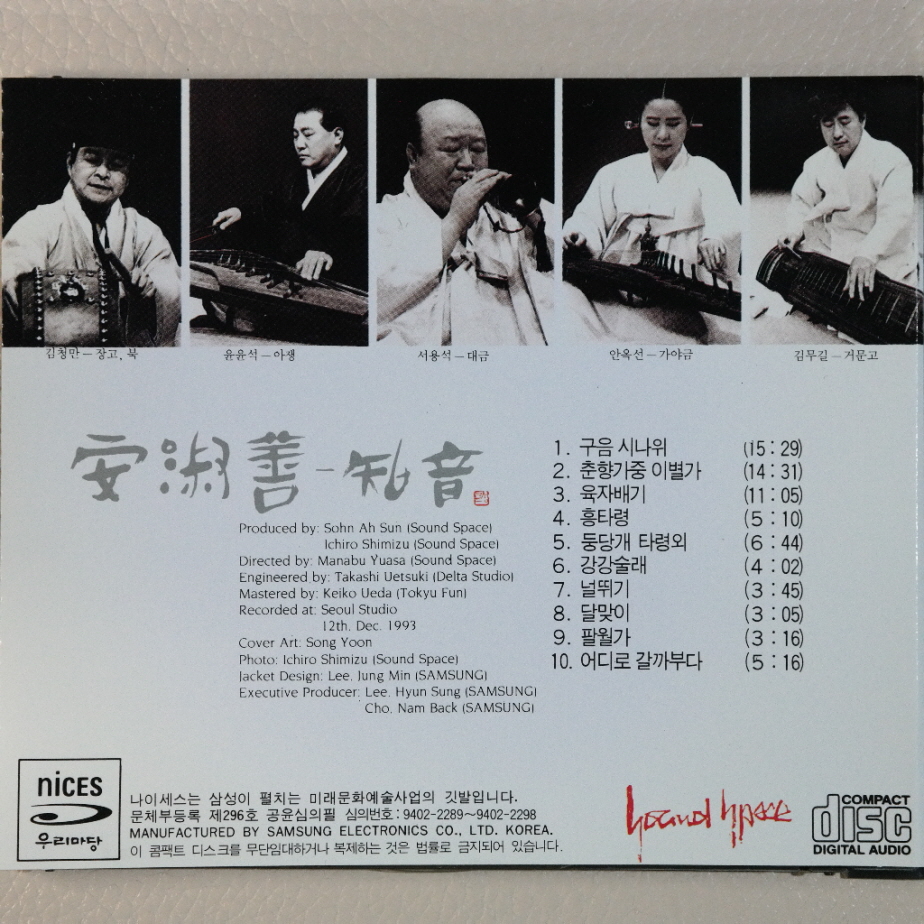 김청만 – 장고, 북
윤윤석 – 아쟁
서용석 – 대금
안옥선 – 가야금
김무길 – 거문고
安淑善 – 知音
Produced by: Sohn Ah Sun (Sound Space)
Ichiro Shimizu (Sound Space)
Directed by: Manabu Yuasa (Sound Space)
Engineered by: Takashi Uetsuki (Delta Studio)
Mastered by: Keiko Ueda (Tokyu Fun)
Recorded at: Seoul Studio
12th. Dec. 1993
Cover Art: Song Yoon
Photo: Ichiro Shimizu (Sound Space)
Jacket Design: Lee. Jung Min (SAMSUNG)
Executive Producer: Lee. Hyun Sung (SAMSUNG)
Cho. Nam Back (SAMSUNG)
1. 구음 시나위 (15 : 29)
2. 춘향가중 이별가 (14 : 31)
3. 육자배기 (11 : 05)
4. 흥타령 (5 : 10)
5. 둥당개 타령외 (6 : 44)
6. 강강술래 (4 : 02)
7. 널뛰기 (3 : 45)
8. 달맞이 (3 : 05)
9. 팔월가 (3 : 16)
10. 어디로 갈까부다 (5 : 16)
nices
우리마당
나이세스는 삼성이 펼치는 미래문화예술사업의 깃발입니다.
문체부등록 제296호 공윤심의필 심의번호: 9402-2289~9402-2298
MANUFACTURED BY SAMSUNG ELECTRONICS CO., LTD. KOREA.
이 콤팩트 디스크를 무단임대하거나 복제하는 것은 법률로 금지되어 있습니다.
Sound Space
COMPACT
disc
DIGITAL AUDIO